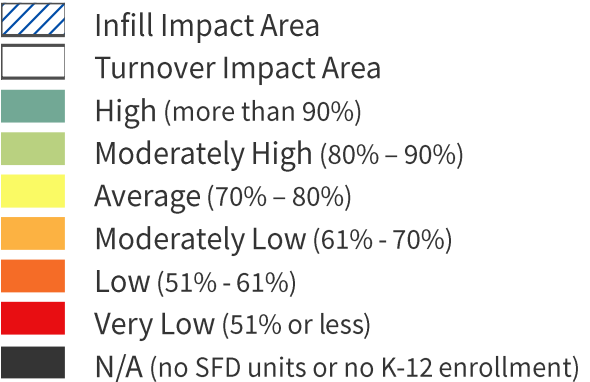 Infill Impact Area
Turnover Impact Area
High (more than 90%)
Moderately High (80% – 90%)
Average (70% – 80%)
Moderately Low (61% - 70%)
Low (51% - 61%)
Very Low (51% or less)
N/A (no SFD units or no K-12 enrollment)